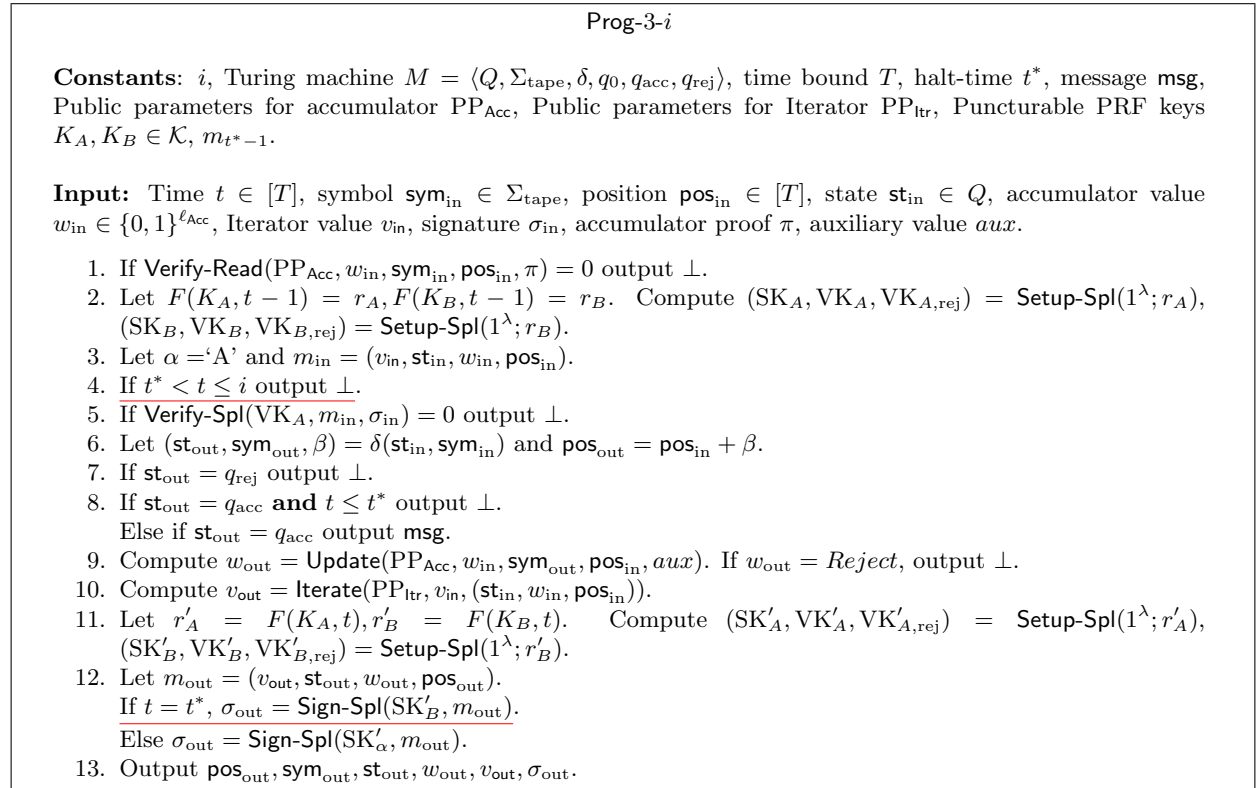 Prog-3-i
Constants: i, Turing machine M = ⟨Q, Σ_tape, δ, q_0, q_acc, q_rej⟩, time bound T, halt-time t*, message msg,
Public parameters for accumulator PP_Acc, Public parameters for Iterator PP_Itr, Puncturable PRF keys
K_A, K_B ∈ 𝒦, m_{t*−1}.
Input: Time t ∈ [T], symbol sym_in ∈ Σ_tape, position pos_in ∈ [T], state st_in ∈ Q, accumulator value
w_in ∈ {0, 1}^{ℓ_Acc}, Iterator value v_in, signature σ_in, accumulator proof π, auxiliary value aux.
1. If Verify-Read(PP_Acc, w_in, sym_in, pos_in, π) = 0 output ⊥.
2. Let F(K_A, t − 1) = r_A, F(K_B, t − 1) = r_B. Compute (SK_A, VK_A, VK_{A,rej}) = Setup-Spl(1^λ; r_A),
(SK_B, VK_B, VK_{B,rej}) = Setup-Spl(1^λ; r_B).
3. Let α =‘A’ and m_in = (v_in, st_in, w_in, pos_in).
4. If t* < t ≤ i output ⊥.
5. If Verify-Spl(VK_A, m_in, σ_in) = 0 output ⊥.
6. Let (st_out, sym_out, β) = δ(st_in, sym_in) and pos_out = pos_in + β.
7. If st_out = q_rej output ⊥.
8. If st_out = q_acc and t ≤ t* output ⊥.
Else if st_out = q_acc output msg.
9. Compute w_out = Update(PP_Acc, w_in, sym_out, pos_in, aux). If w_out = Reject, output ⊥.
10. Compute v_out = Iterate(PP_Itr, v_in, (st_in, w_in, pos_in)).
11. Let r′_A = F(K_A, t), r′_B = F(K_B, t). Compute (SK′_A, VK′_A, VK′_{A,rej}) = Setup-Spl(1^λ; r′_A),
(SK′_B, VK′_B, VK′_{B,rej}) = Setup-Spl(1^λ; r′_B).
12. Let m_out = (v_out, st_out, w_out, pos_out).
If t = t*, σ_out = Sign-Spl(SK′_B, m_out).
Else σ_out = Sign-Spl(SK′_α, m_out).
13. Output pos_out, sym_out, st_out, w_out, v_out, σ_out.